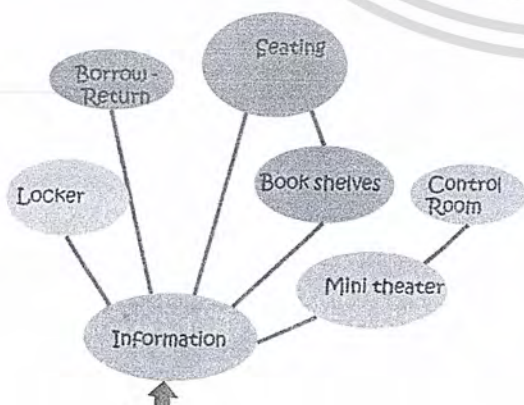 Seating
Borrow -
Return
Book shelves
Control
Room
Locker
Mini theater
Information